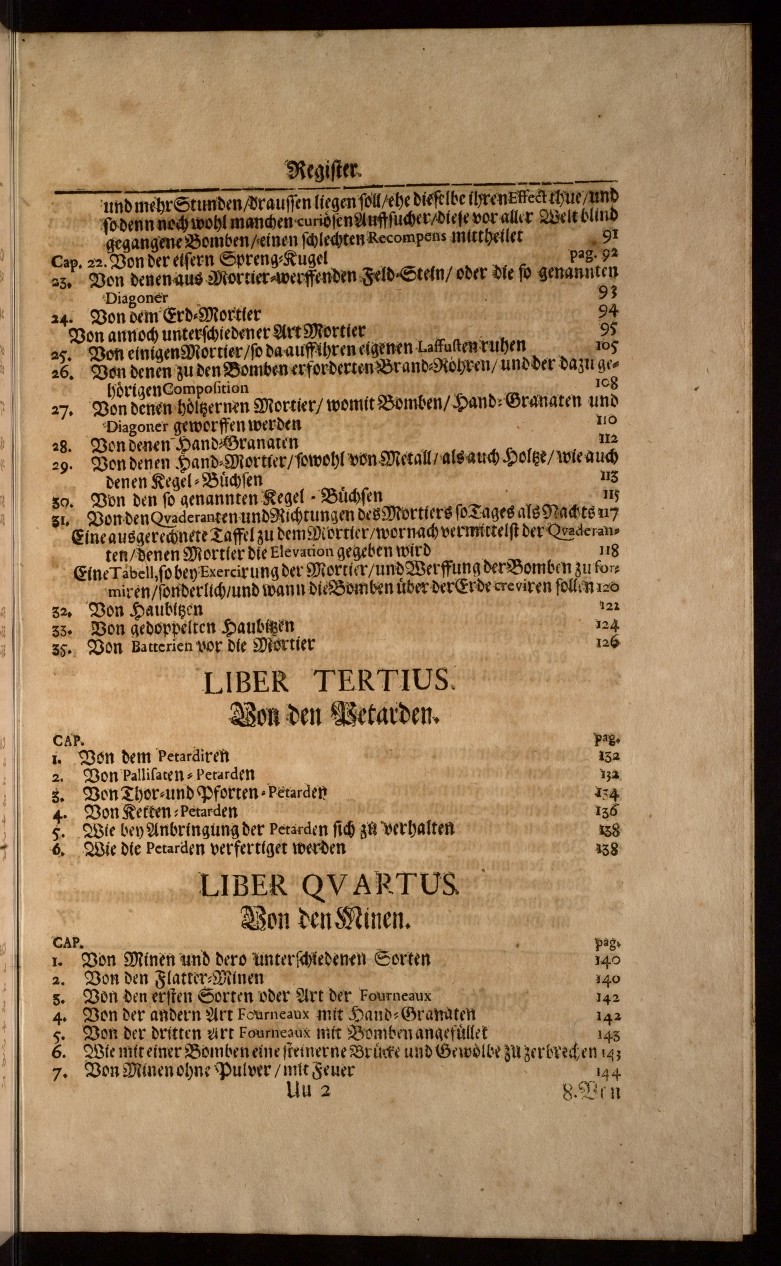 Register.
und mehr Stunden/draussen liegen soll/ehe dieselbe ihren Effect thue/und
so denn noch wohl manchen curiösen Auffsucher/diese vor aller Welt blind
gegangene Bomben/einen schlechten Recompens mittheilet 91
Cap. 22. Von der eisern Spreng-Kugel pag. 92
23. Von denen aus Mortier-werffenden Feld-Stein/ oder die so genannten
Diagoner 93
24. Von dem Erd-Mortier 94
Von annoch unterschiedener Art Mortier 95
25. Von einigen Mortier/so da auff ihren eigenen Laffusten ruhen 105
26. Von denen zu den Bomben erforderten Brand-Röhren/ und der dazu ge-
hörigen Composition 108
27. Von denen höltzernen Mortier/ womit Bomben/ Hand-Granaten und
Diagoner geworffen werden 110
28. Von denen Hand-Granaten 112
29. Von denen Hand-Mortier/sowohl von Metall/ als auch Holtze/ wie auch
denen Kegel-Büchsen 113
30. Von den so genannten Kegel-Büchsen 115
31. Von den Qvaderanten und Richtungen des Mortiers so Tages als Nachts 117
Eine ausgerechnete Taffel zu dem Mortier/wornach vermittelst der Qvaderan-
ten/denen Mortier die Elevation gegeben wird 118
Eine Tabell, so bey Exercirung der Mortier/und Werffung der Bomben zu for-
miren/sonderlich/und wann die Bomben über der Erde creviren sollen 120
32. Von Haubitzen 122
33. Von gedoppelten Haubitzen 124
35. Von Batterien vor die Mortier 126
LIBER TERTIUS.
Von den Petarden.
CAP. pag.
1. Von dem Petardiren 132
2. Von Pallisaten-Petarden 132
3. Von Thor-und Pforten-Petarden 134
4. Von Ketten-Petarden 136
5. Wie bey Anbringung der Petarden sich zu verhalten 138
6. Wie die Petarden verfertiget werden 138
LIBER QVARTUS.
Von den Minen.
CAP. pag.
1. Von Minen und dero unterschiedenen Sorten 140
2. Von den Flatter-Minen 140
3. Von den ersten Sorten oder Art der Fourneaux 142
4. Von der andern Art Fourneaux mit Hand-Granaten 142
5. Von der dritten Art Fourneaux mit Bomben angefüllet 143
6. Wie mit einer Bomben eine steinerne Brücke und Gewölbe zu zerbrechen 143
7. Von Minen ohne Pulver/mit Feuer 144
Uu 2 8. Von